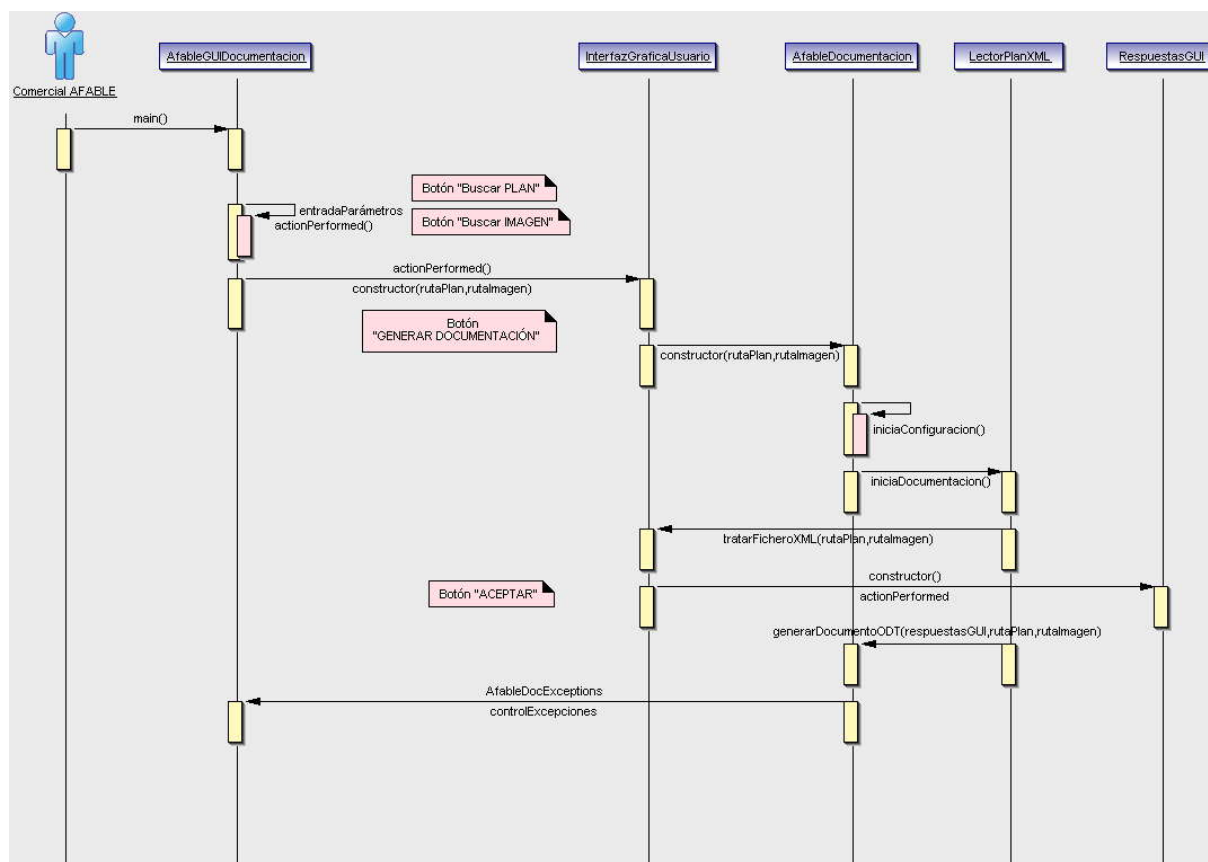 Comercial AFABLE
AfableGUIDocumentacion
InterfazGraficaUsuario
AfableDocumentacion
LectorPlanXML
RespuestasGUI
main()
Botón "Buscar PLAN"
entradaParámetros
actionPerformed()
Botón "Buscar IMAGEN"
actionPerformed()
constructor(rutaPlan,rutaImagen)
Botón
"GENERAR DOCUMENTACIÓN"
constructor(rutaPlan,rutaImagen)
iniciaConfiguracion()
iniciaDocumentacion()
tratarFicheroXML(rutaPlan,rutaImagen)
Botón "ACEPTAR"
constructor()
actionPerformed
generarDocumentoODT(respuestasGUI,rutaPlan,rutaImagen)
AfableDocExceptions
controlExcepciones